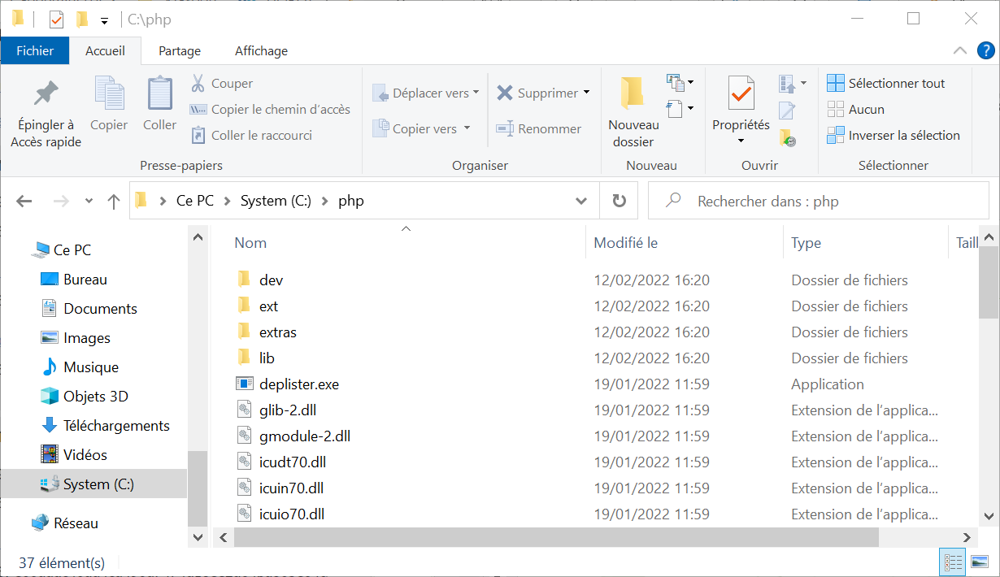 C:\php
Fichier Accueil Partage Affichage
Épingler à
Accès rapide
Copier
Coller
Couper
Copier le chemin d'accès
Coller le raccourci
Presse-papiers
Déplacer vers
Copier vers
Supprimer
Renommer
Organiser
Nouveau
dossier
Nouveau
Propriétés
Ouvrir
Sélectionner tout
Aucun
Inverser la sélection
Sélectionner
Ce PC System (C:) php
Rechercher dans : php
Ce PC
Bureau
Documents
Images
Musique
Objets 3D
Téléchargements
Vidéos
System (C:)
Réseau
Nom Modifié le Type Taill
dev 12/02/2022 16:20 Dossier de fichiers
ext 12/02/2022 16:20 Dossier de fichiers
extras 12/02/2022 16:20 Dossier de fichiers
lib 12/02/2022 16:20 Dossier de fichiers
deplister.exe 19/01/2022 11:59 Application
glib-2.dll 19/01/2022 11:59 Extension de l'applica...
gmodule-2.dll 19/01/2022 11:59 Extension de l'applica...
icudt70.dll 19/01/2022 11:59 Extension de l'applica...
icuin70.dll 19/01/2022 11:59 Extension de l'applica...
icuio70.dll 19/01/2022 11:59 Extension de l'applica...
37 élément(s)